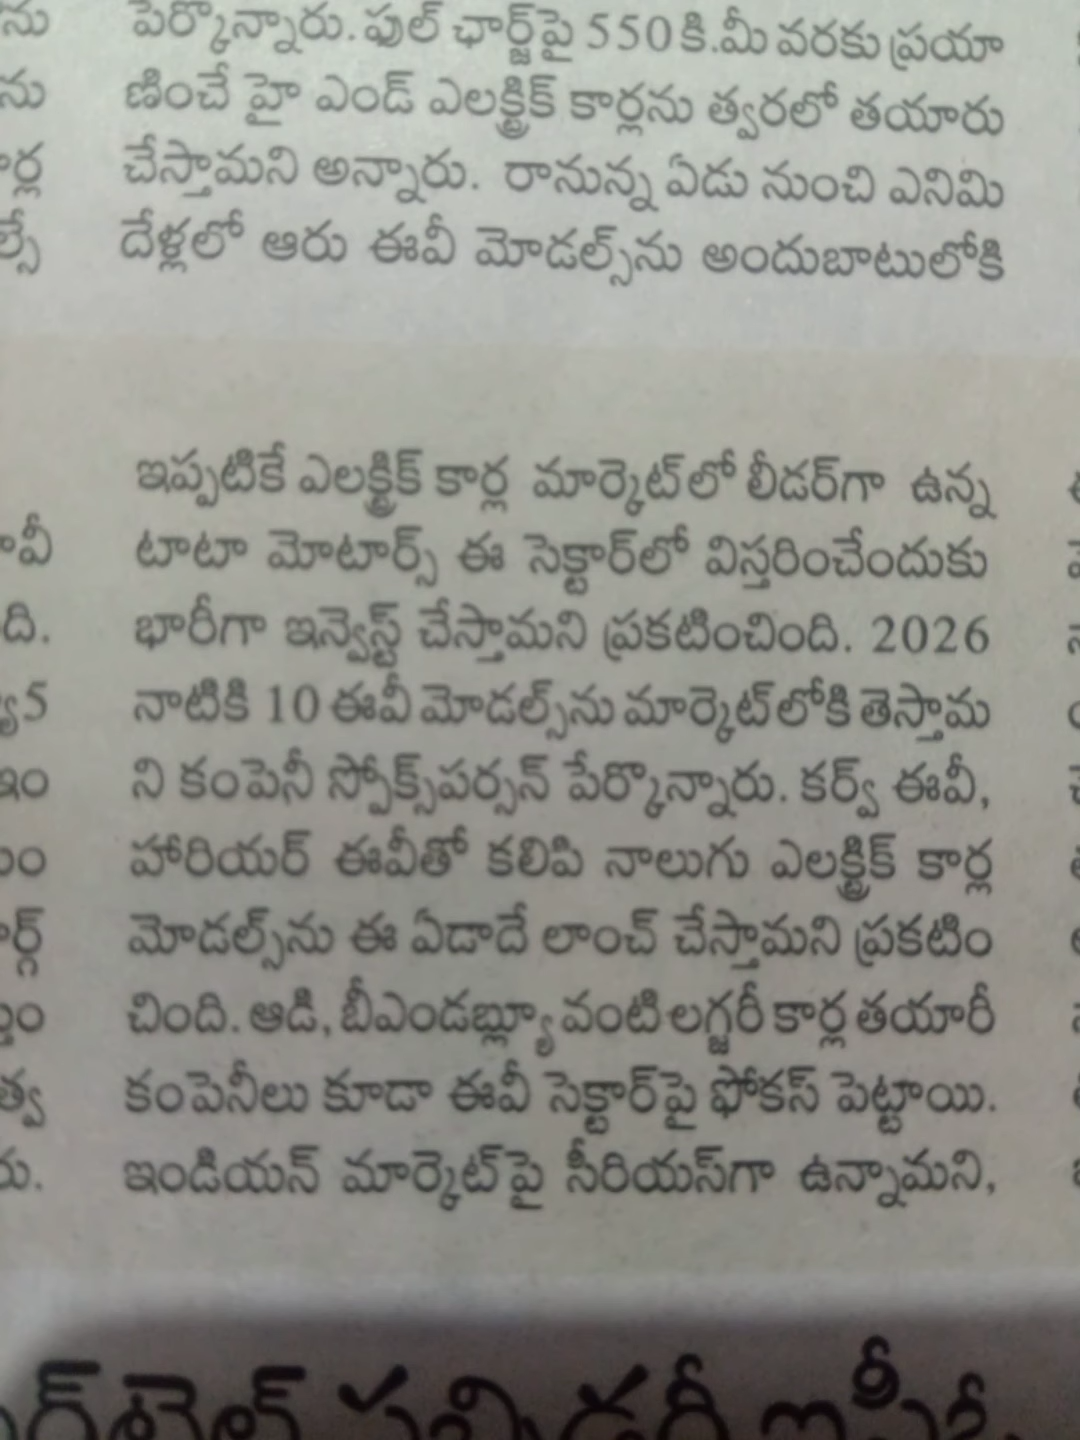 పేర్కొన్నారు. ఫుల్ ఛార్జ్‌పై 550 కి.మీ వరకు ప్రయా
ణించే హై ఎండ్ ఎలక్ట్రిక్ కార్లను త్వరలో తయారు
చేస్తామని అన్నారు. రానున్న ఏడు నుంచి ఎనిమి
దేళ్లలో ఆరు ఈవీ మోడల్స్‌ను అందుబాటులోకి
ఇప్పటికే ఎలక్ట్రిక్ కార్ల మార్కెట్‌లో లీడర్‌గా ఉన్న
టాటా మోటార్స్ ఈ సెక్టార్‌లో విస్తరించేందుకు
భారీగా ఇన్వెస్ట్ చేస్తామని ప్రకటించింది. 2026
నాటికి 10 ఈవీ మోడల్స్‌ను మార్కెట్‌లోకి తెస్తామ
ని కంపెనీ స్పోక్స్‌పర్సన్ పేర్కొన్నారు. కర్వ్ ఈవీ,
హారియర్ ఈవీతో కలిపి నాలుగు ఎలక్ట్రిక్ కార్ల
మోడల్స్‌ను ఈ ఏడాదే లాంచ్ చేస్తామని ప్రకటిం
చింది. ఆడి, బీఎండబ్ల్యూ వంటి లగ్జరీ కార్ల తయారీ
కంపెనీలు కూడా ఈవీ సెక్టార్‌పై ఫోకస్ పెట్టాయి.
ఇండియన్ మార్కెట్‌పై సీరియస్‌గా ఉన్నామని,